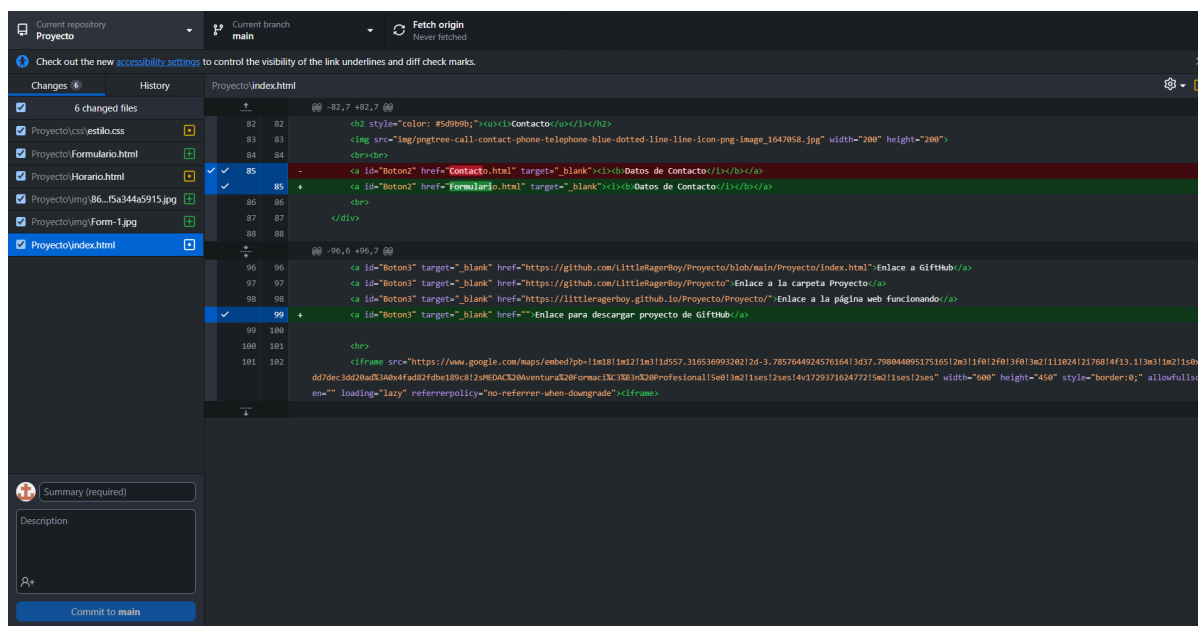 Current repository
Proyecto
Current branch
main
Fetch origin
Never fetched
Check out the new accessibility settings to control the visibility of the link underlines and diff check marks.
Changes 6 History
Proyecto\index.html
6 changed files
Proyecto\css\estilo.css
Proyecto\Formulario.html
Proyecto\Horario.html
Proyecto\img\86...f5a344a5915.jpg
Proyecto\img\Form-1.jpg
Proyecto\index.html
@@ -82,7 +82,7 @@
82 82 <h2 style="color: #5d9b9b;"><u><i>Contacto</u></i></h2>
83 83 <img src="img/pngtree-call-contact-phone-telephone-blue-dotted-line-line-icon-png-image_1647058.jpg" width="200" height="200">
84 84 <br><br>
85 - <a id="Boton2" href="Contacto.html" target="_blank"><i><b>Datos de Contacto</i></b></a>
85 + <a id="Boton2" href="Formulario.html" target="_blank"><i><b>Datos de Contacto</i></b></a>
86 86 <br>
87 87 </div>
88 88
@@ -96,6 +96,7 @@
96 96 <a id="Boton3" target="_blank" href="https://github.com/LittleRagerBoy/Proyecto/blob/main/Proyecto/index.html">Enlace a GiftHub</a>
97 97 <a id="Boton3" target="_blank" href="https://github.com/LittleRagerBoy/Proyecto">Enlace a la carpeta Proyecto</a>
98 98 <a id="Boton3" target="_blank" href="https://littleragerboy.github.io/Proyecto/Proyecto/">Enlace a la página web funcionando</a>
99 + <a id="Boton3" target="_blank" href="">Enlace para descargar proyecto de GiftHub</a>
99 100
100 101 <hr>
101 102 <iframe src="https://www.google.com/maps/embed?pb=!1m18!1m12!1m3!1d557.316536993202!2d-3.7857644924576164!3d37.798044095175165!2m3!1f0!2f0!3f0!3m2!1i1024!2i768!4f13.1!3m3!1m2!1s0x
dd7dec3dd20ad%3A0x4fad82fdbe189c8!2sMEDAC%20Aventura%20Formaci%C3%B3n%20Profesional!5e0!3m2!1ses!2ses!4v1729371624772!5m2!1ses!2ses" width="600" height="450" style="border:0;" allowfullsc
en="" loading="lazy" referrerpolicy="no-referrer-when-downgrade"><iframe>
Summary (required)
Description
Commit to main